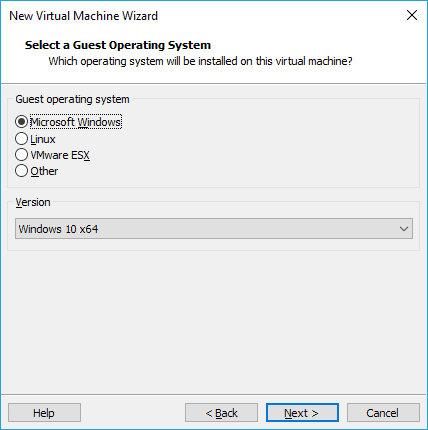 New Virtual Machine Wizard
Select a Guest Operating System
Which operating system will be installed on this virtual machine?
Guest operating system
Microsoft Windows
Linux
VMware ESX
Other
Version
Windows 10 x64
Help < Back Next > Cancel